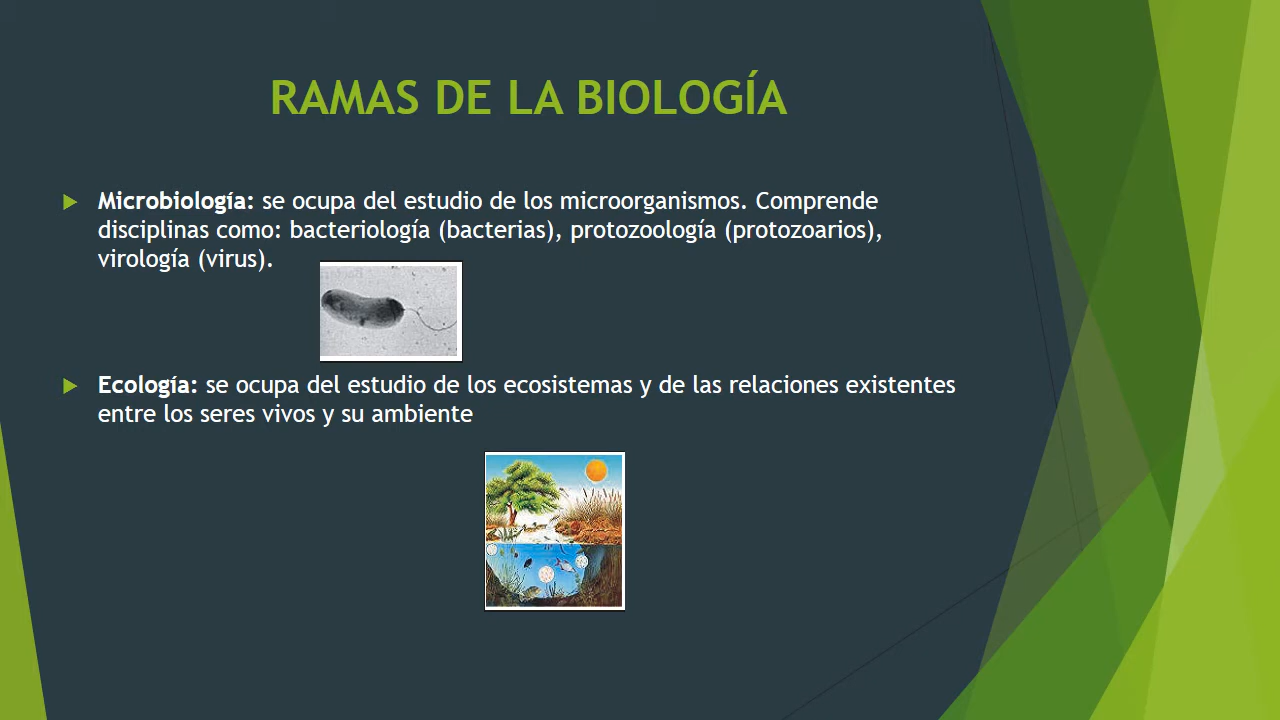 RAMAS DE LA BIOLOGÍA
Microbiología: se ocupa del estudio de los microorganismos. Comprende
disciplinas como: bacteriología (bacterias), protozoología (protozoarios),
virología (virus).
Ecología: se ocupa del estudio de los ecosistemas y de las relaciones existentes
entre los seres vivos y su ambiente